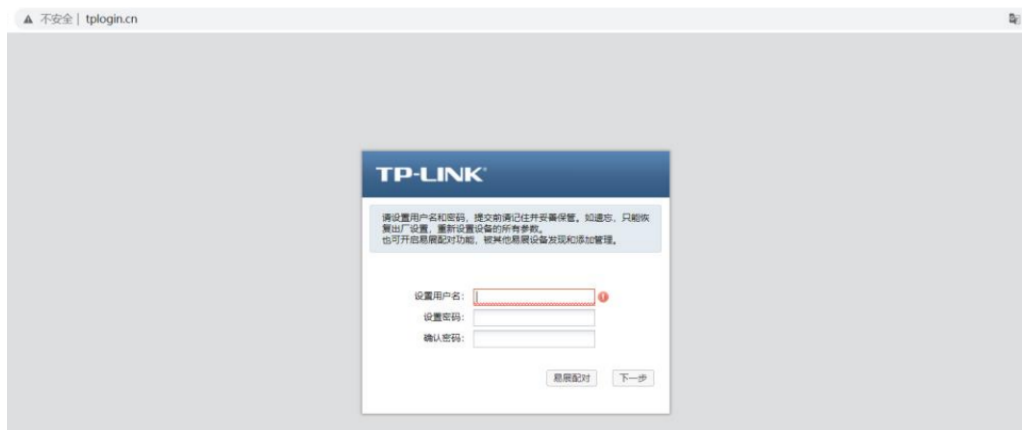 不安全 | tplogin.cn
TP-LINK®
请设置用户名和密码，提交前请记住并妥善保管。如遗忘，只能恢
复出厂设置，重新设置设备的所有参数。
也可开启易展配对功能，被其他易展设备发现和添加管理。
设置用户名：
设置密码：
确认密码：
易展配对 下一步